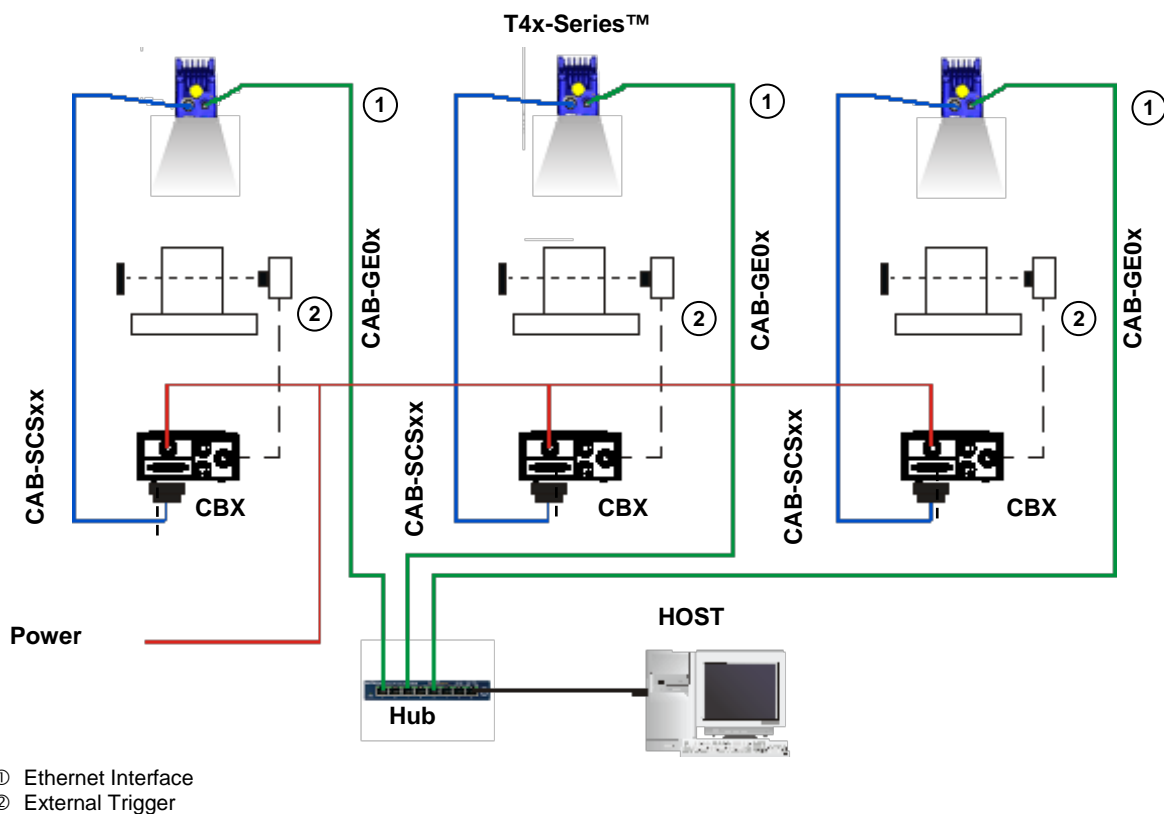 T4x-Series™
1
1
1
CAB-GE0x
CAB-GE0x
CAB-GE0x
2
2
2
CAB-SCSxx
CAB-SCSxx
CAB-SCSxx
CBX
CBX
CBX
Power
HOST
Hub
① Ethernet Interface
② External Trigger